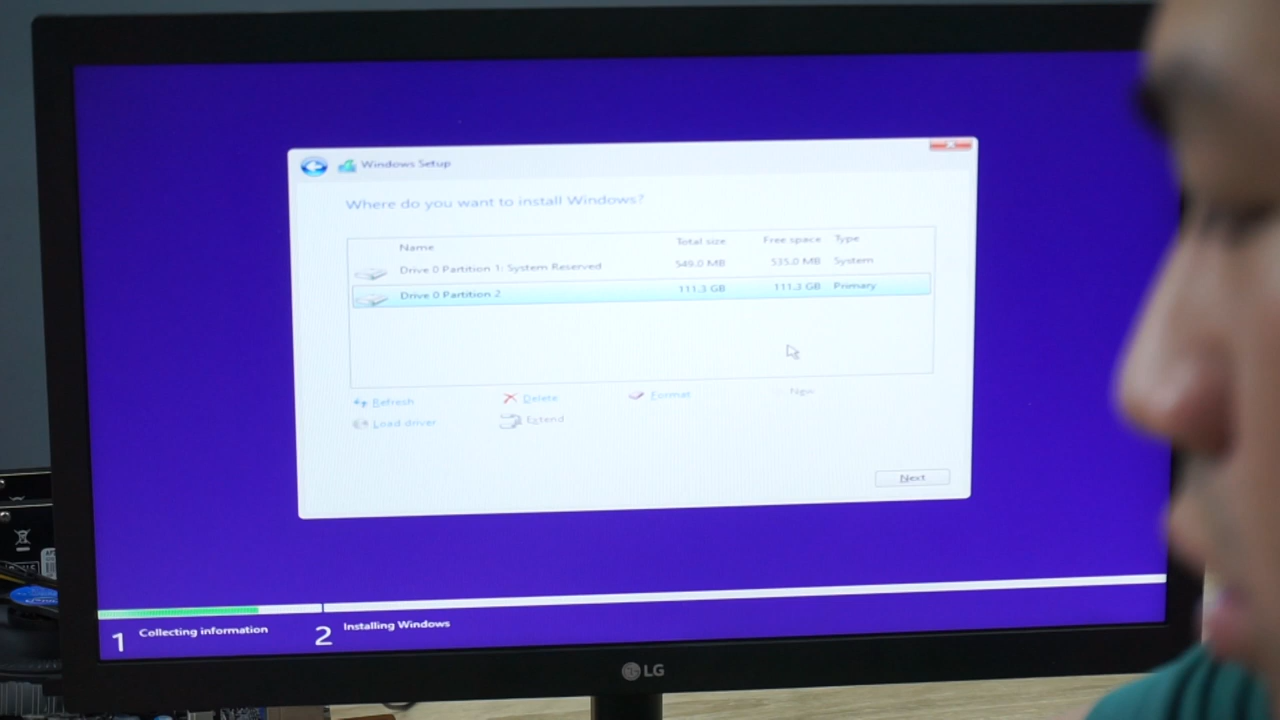 Windows Setup
Where do you want to install Windows?
Name Total size Free space Type
Drive 0 Partition 1: System Reserved 549.0 MB 535.0 MB System
Drive 0 Partition 2 111.3 GB 111.3 GB Primary
Refresh Delete Format New
Load driver Extend
Next
1 Collecting information 2 Installing Windows
LG